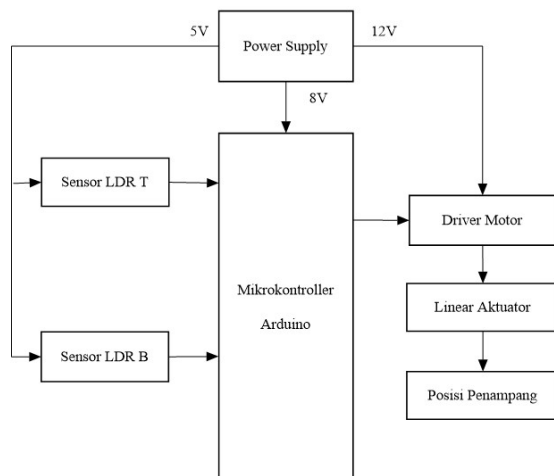 5V
Power Supply
12V
8V
Sensor LDR T
Driver Motor
Mikrokontroller
Arduino
Linear Aktuator
Sensor LDR B
Posisi Penampang